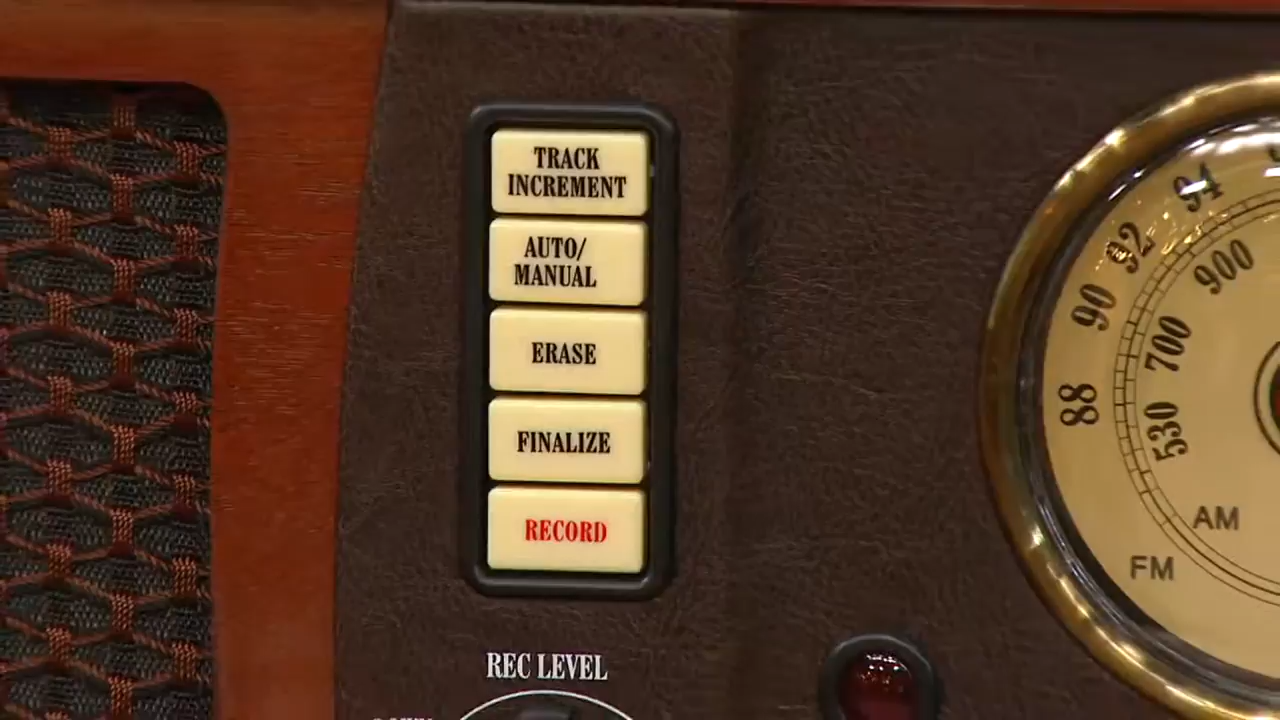 TRACK
INCREMENT
AUTO/
MANUAL
ERASE
FINALIZE
RECORD
REC LEVEL
94
92
90
88
900
700
530
AM
FM